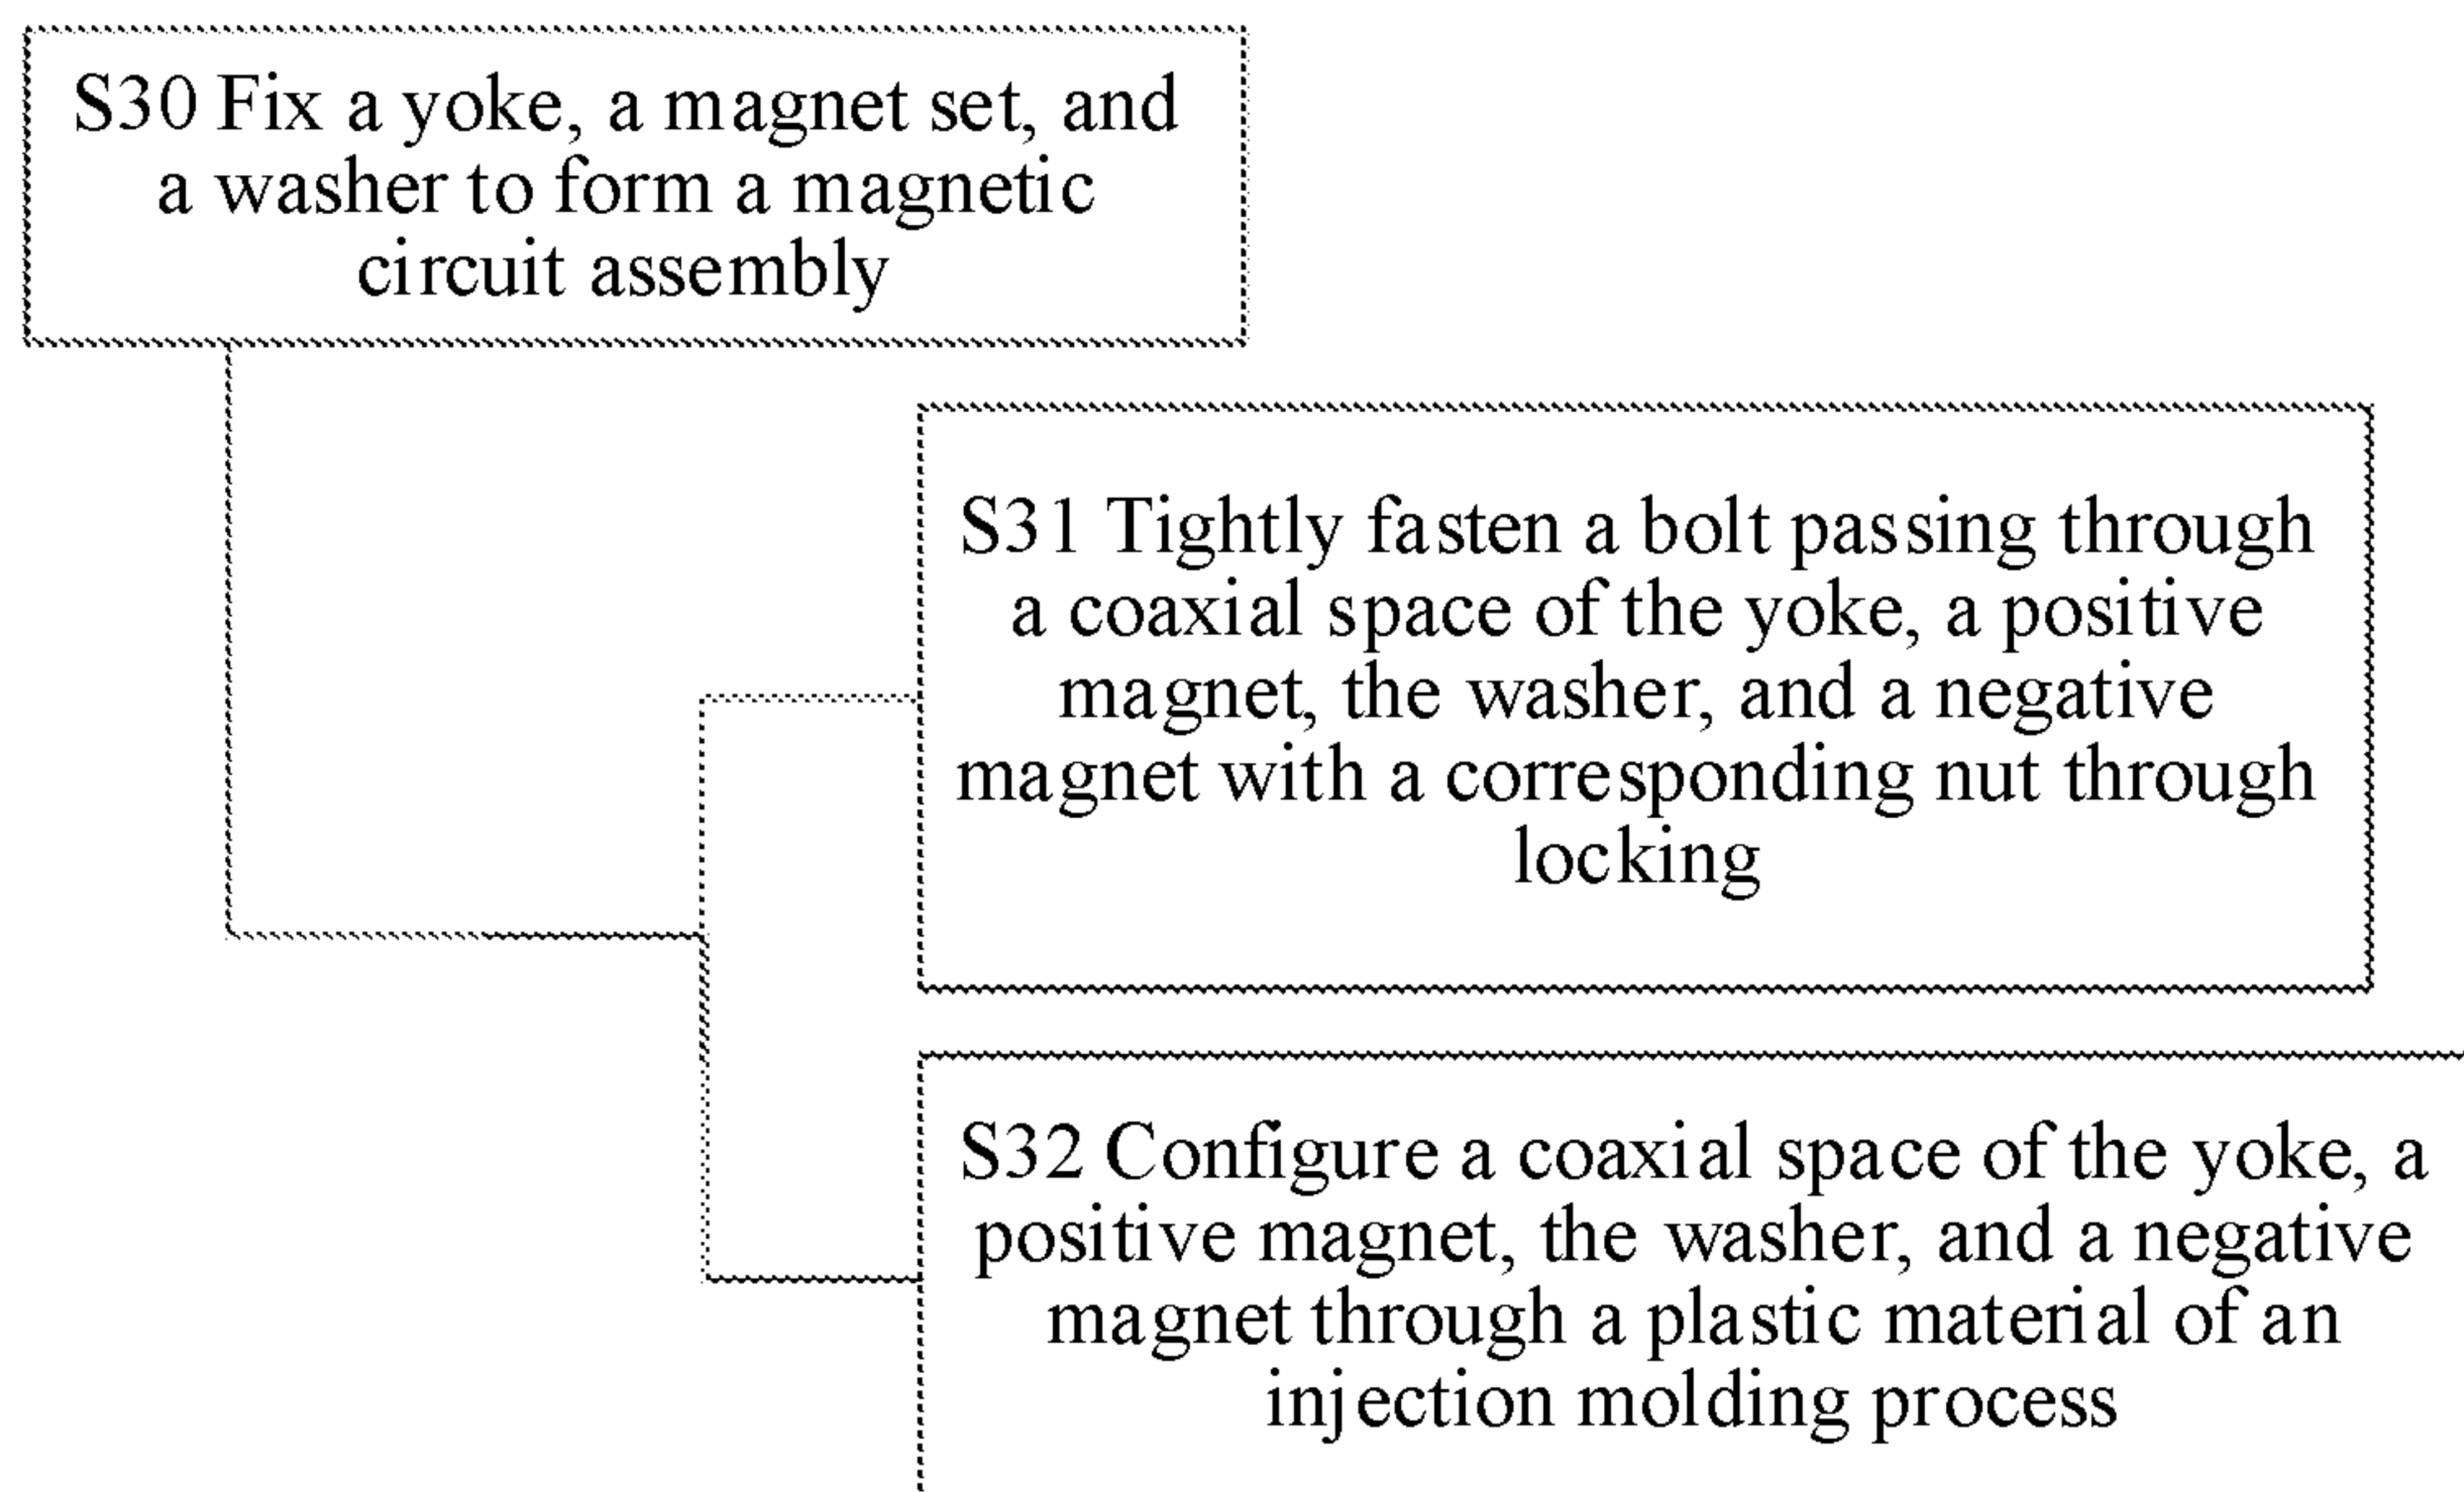 S30 Fix a yoke, a magnet set, and
a washer to form a magnetic
circuit assembly
S31 Tightly fasten a bolt passing through
a coaxial space of the yoke, a positive
magnet, the washer, and a negative
magnet with a corresponding nut through
locking
S32 Configure a coaxial space of the yoke, a
positive magnet, the washer, and a negative
magnet through a plastic material of an
injection molding process